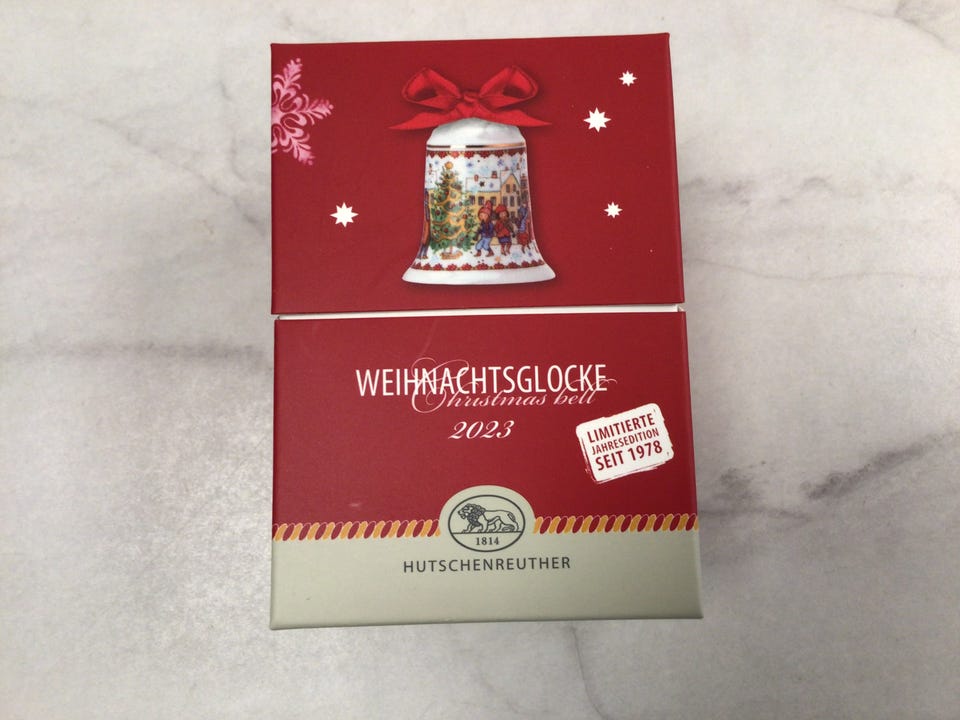 WEIHNACHTSGLOCKE
Christmas bell
2023
LIMITIERTE
JAHRESEDITION
SEIT 1978
1814
HUTSCHENREUTHER